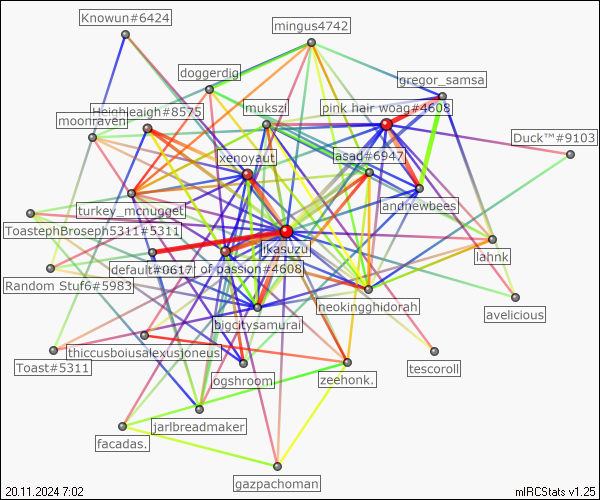 Knowun#6424
mingus4742
doggerdig
gregor_samsa
Heinhleaigh#8575
mukszi
pink hair woag#4608
moonraven
Duck™#9103
xenoyaut
asad#6947
andnewbees
turkey_mcnugget
ToastephBroseph5311#5311
ikasuzu
lahnk
default#0617
of passion#4608
Random Stuf6#5983
neokingghidorah
avelicious
bigcitysamurai
thiccusboiusalexusjoneus
Toast#5311
ogshroom
zeehonk.
tescoroll
jarlbreadmaker
facadas.
gazpachoman
20.11.2024 7:02
mIRCStats v1.25